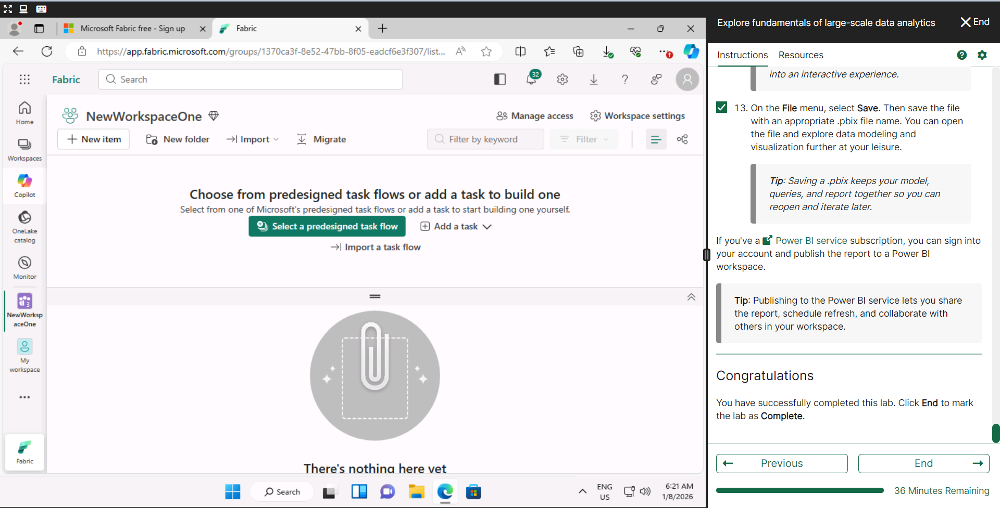 Microsoft Fabric free - Sign up
Fabric
https://app.fabric.microsoft.com/groups/1370ca3f-8e52-47bb-8f05-eadcf6e3f307/list...
Fabric
Search
32
Home
Workspaces
Copilot
OneLake
catalog
Monitor
NewWorksp
aceOne
My
workspace
Fabric
NewWorkspaceOne
Manage access
Workspace settings
New item
New folder
Import
Migrate
Filter by keyword
Filter
Choose from predesigned task flows or add a task to build one
Select from one of Microsoft's predesigned task flows or add a task to start building one yourself.
Select a predesigned task flow
Add a task
Import a task flow
There's nothing here yet
Search
ENG
US
6:21 AM
1/8/2026
Explore fundamentals of large-scale data analytics
End
Instructions
Resources
into an interactive experience.
13. On the File menu, select Save. Then save the file
with an appropriate .pbix file name. You can open
the file and explore data modeling and
visualization further at your leisure.
Tip: Saving a .pbix keeps your model,
queries, and report together so you can
reopen and iterate later.
If you've a Power BI service subscription, you can sign into
your account and publish the report to a Power BI
workspace.
Tip: Publishing to the Power BI service lets you share
the report, schedule refresh, and collaborate with
others in your workspace.
Congratulations
You have successfully completed this lab. Click End to mark
the lab as Complete.
Previous
End
36 Minutes Remaining